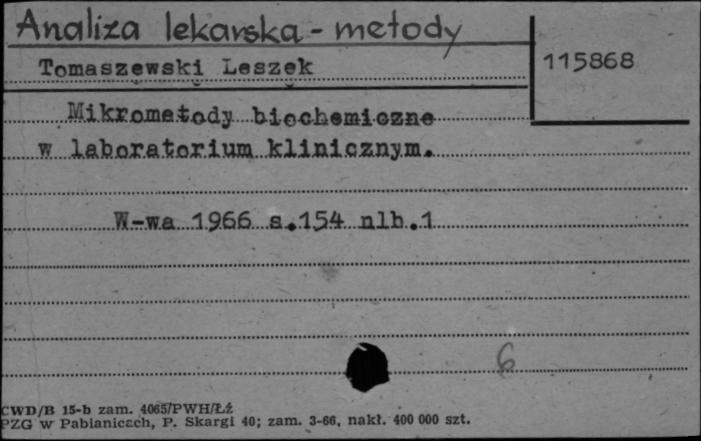 Analiza lekarska - metody
Tomaszewski Leszek
115868
Mikrometody biochemiczne
w laboratorium klinicznym.
W-wa 1966 s.154 nlb.1
6
CWD/B 15-b zam. 4065/PWH/Łż
PZG w Pabianicach, P. Skargi 40; zam. 3-66, nakł. 400 000 szt.